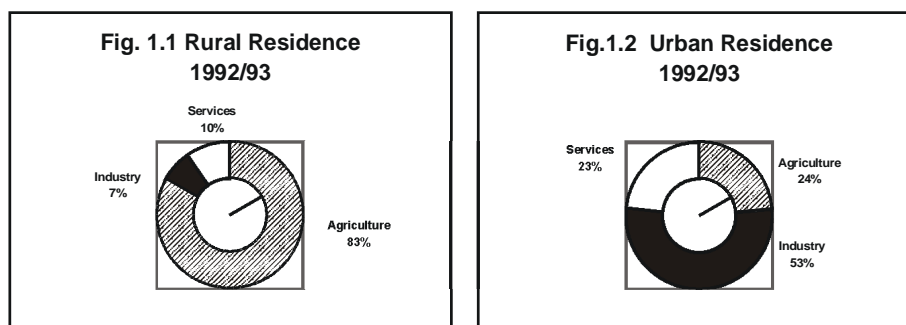 Fig. 1.1 Rural Residence
1992/93
Services
10%
Industry
7%
Agriculture
83%
Fig.1.2 Urban Residence
1992/93
Services
23%
Agriculture
24%
Industry
53%